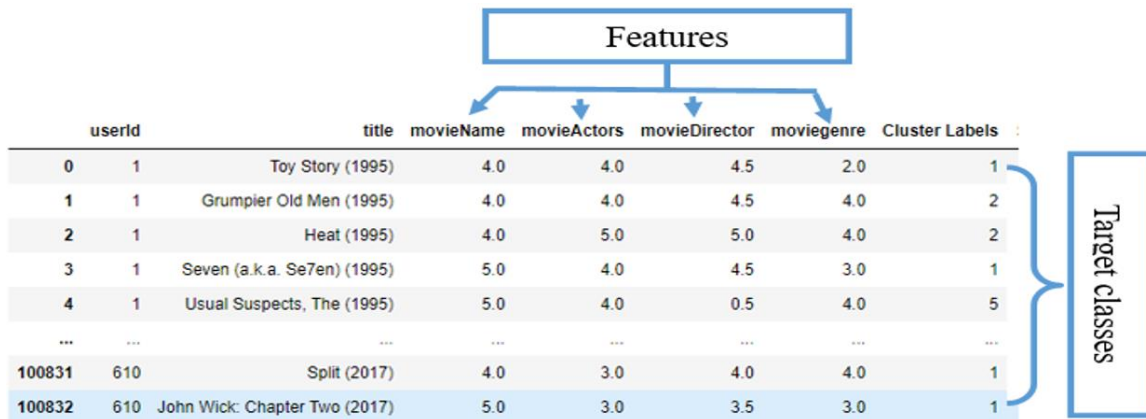 Features
userId title movieName movieActors movieDirector moviegenre Cluster Labels
0 1 Toy Story (1995) 4.0 4.0 4.5 2.0 1
1 1 Grumpier Old Men (1995) 4.0 4.0 4.5 4.0 2
2 1 Heat (1995) 4.0 5.0 5.0 4.0 2
3 1 Seven (a.k.a. Se7en) (1995) 5.0 4.0 4.5 3.0 1
4 1 Usual Suspects, The (1995) 5.0 4.0 0.5 4.0 5
... ... ... ... ... ... ... ...
100831 610 Split (2017) 4.0 3.0 4.0 4.0 1
100832 610 John Wick: Chapter Two (2017) 5.0 3.0 3.5 3.0 1
Target classes